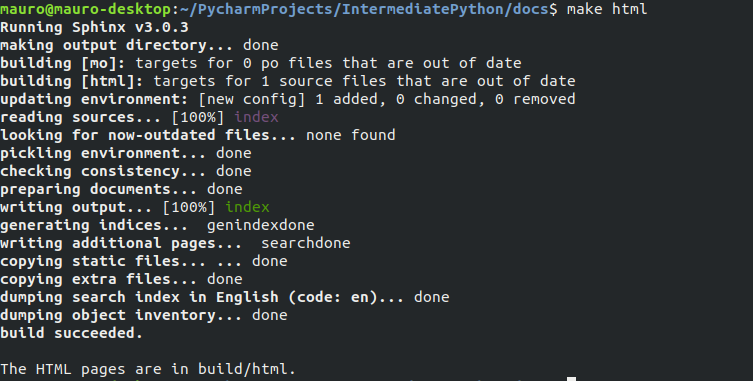 mauro@mauro-desktop:~/PycharmProjects/IntermediatePython/docs$ make html
Running Sphinx v3.0.3
making output directory... done
building [mo]: targets for 0 po files that are out of date
building [html]: targets for 1 source files that are out of date
updating environment: [new config] 1 added, 0 changed, 0 removed
reading sources... [100%] index
looking for now-outdated files... none found
pickling environment... done
checking consistency... done
preparing documents... done
writing output... [100%] index
generating indices...  genindexdone
writing additional pages...  searchdone
copying static files... ... done
copying extra files... done
dumping search index in English (code: en)... done
dumping object inventory... done
build succeeded.

The HTML pages are in build/html.